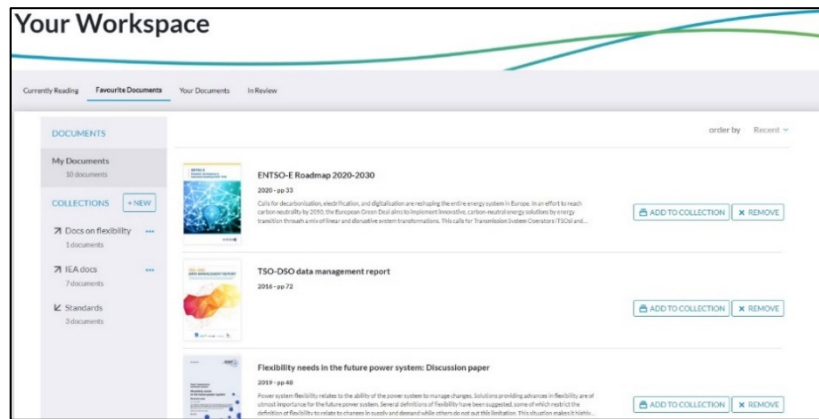 Your Workspace
Currently Reading
Favourite Documents
Your Documents
In Review
DOCUMENTS
order by Recent
My Documents
10 documents
COLLECTIONS
+ NEW
Docs on flexibility
1 documents
IEA docs
7 documents
Standards
3 documents
ENTSO-E Roadmap 2020-2030
2020 - pp 33
Calls for decarbonisation, electrification, and digitalisation are reshaping the entire energy system in Europe. In an effort to reach
carbon neutrality by 2050, the European Green Deal aims to implement innovative, carbon-neutral energy solutions by energy
transition through a mix of linear and disruptive system transformations. This calls for Transmission System Operators (TSOs) and...
ADD TO COLLECTION
REMOVE
TSO-DSO data management report
2016 - pp 72
ADD TO COLLECTION
REMOVE
TSO-DSO
DATA MANAGEMENT REPORT
Flexibility needs in the future power system: Discussion paper
2019 - pp 48
Power system flexibility relates to the ability of the power system to manage changes. Solutions providing advances in flexibility are of
utmost importance for the future power system. Several definitions of flexibility have been suggested, some of which restrict the
definition of flexibility to relate to changes in supply and demand while others do not put this limitation. This situation makes it highly...
ADD TO COLLECTION
REMOVE